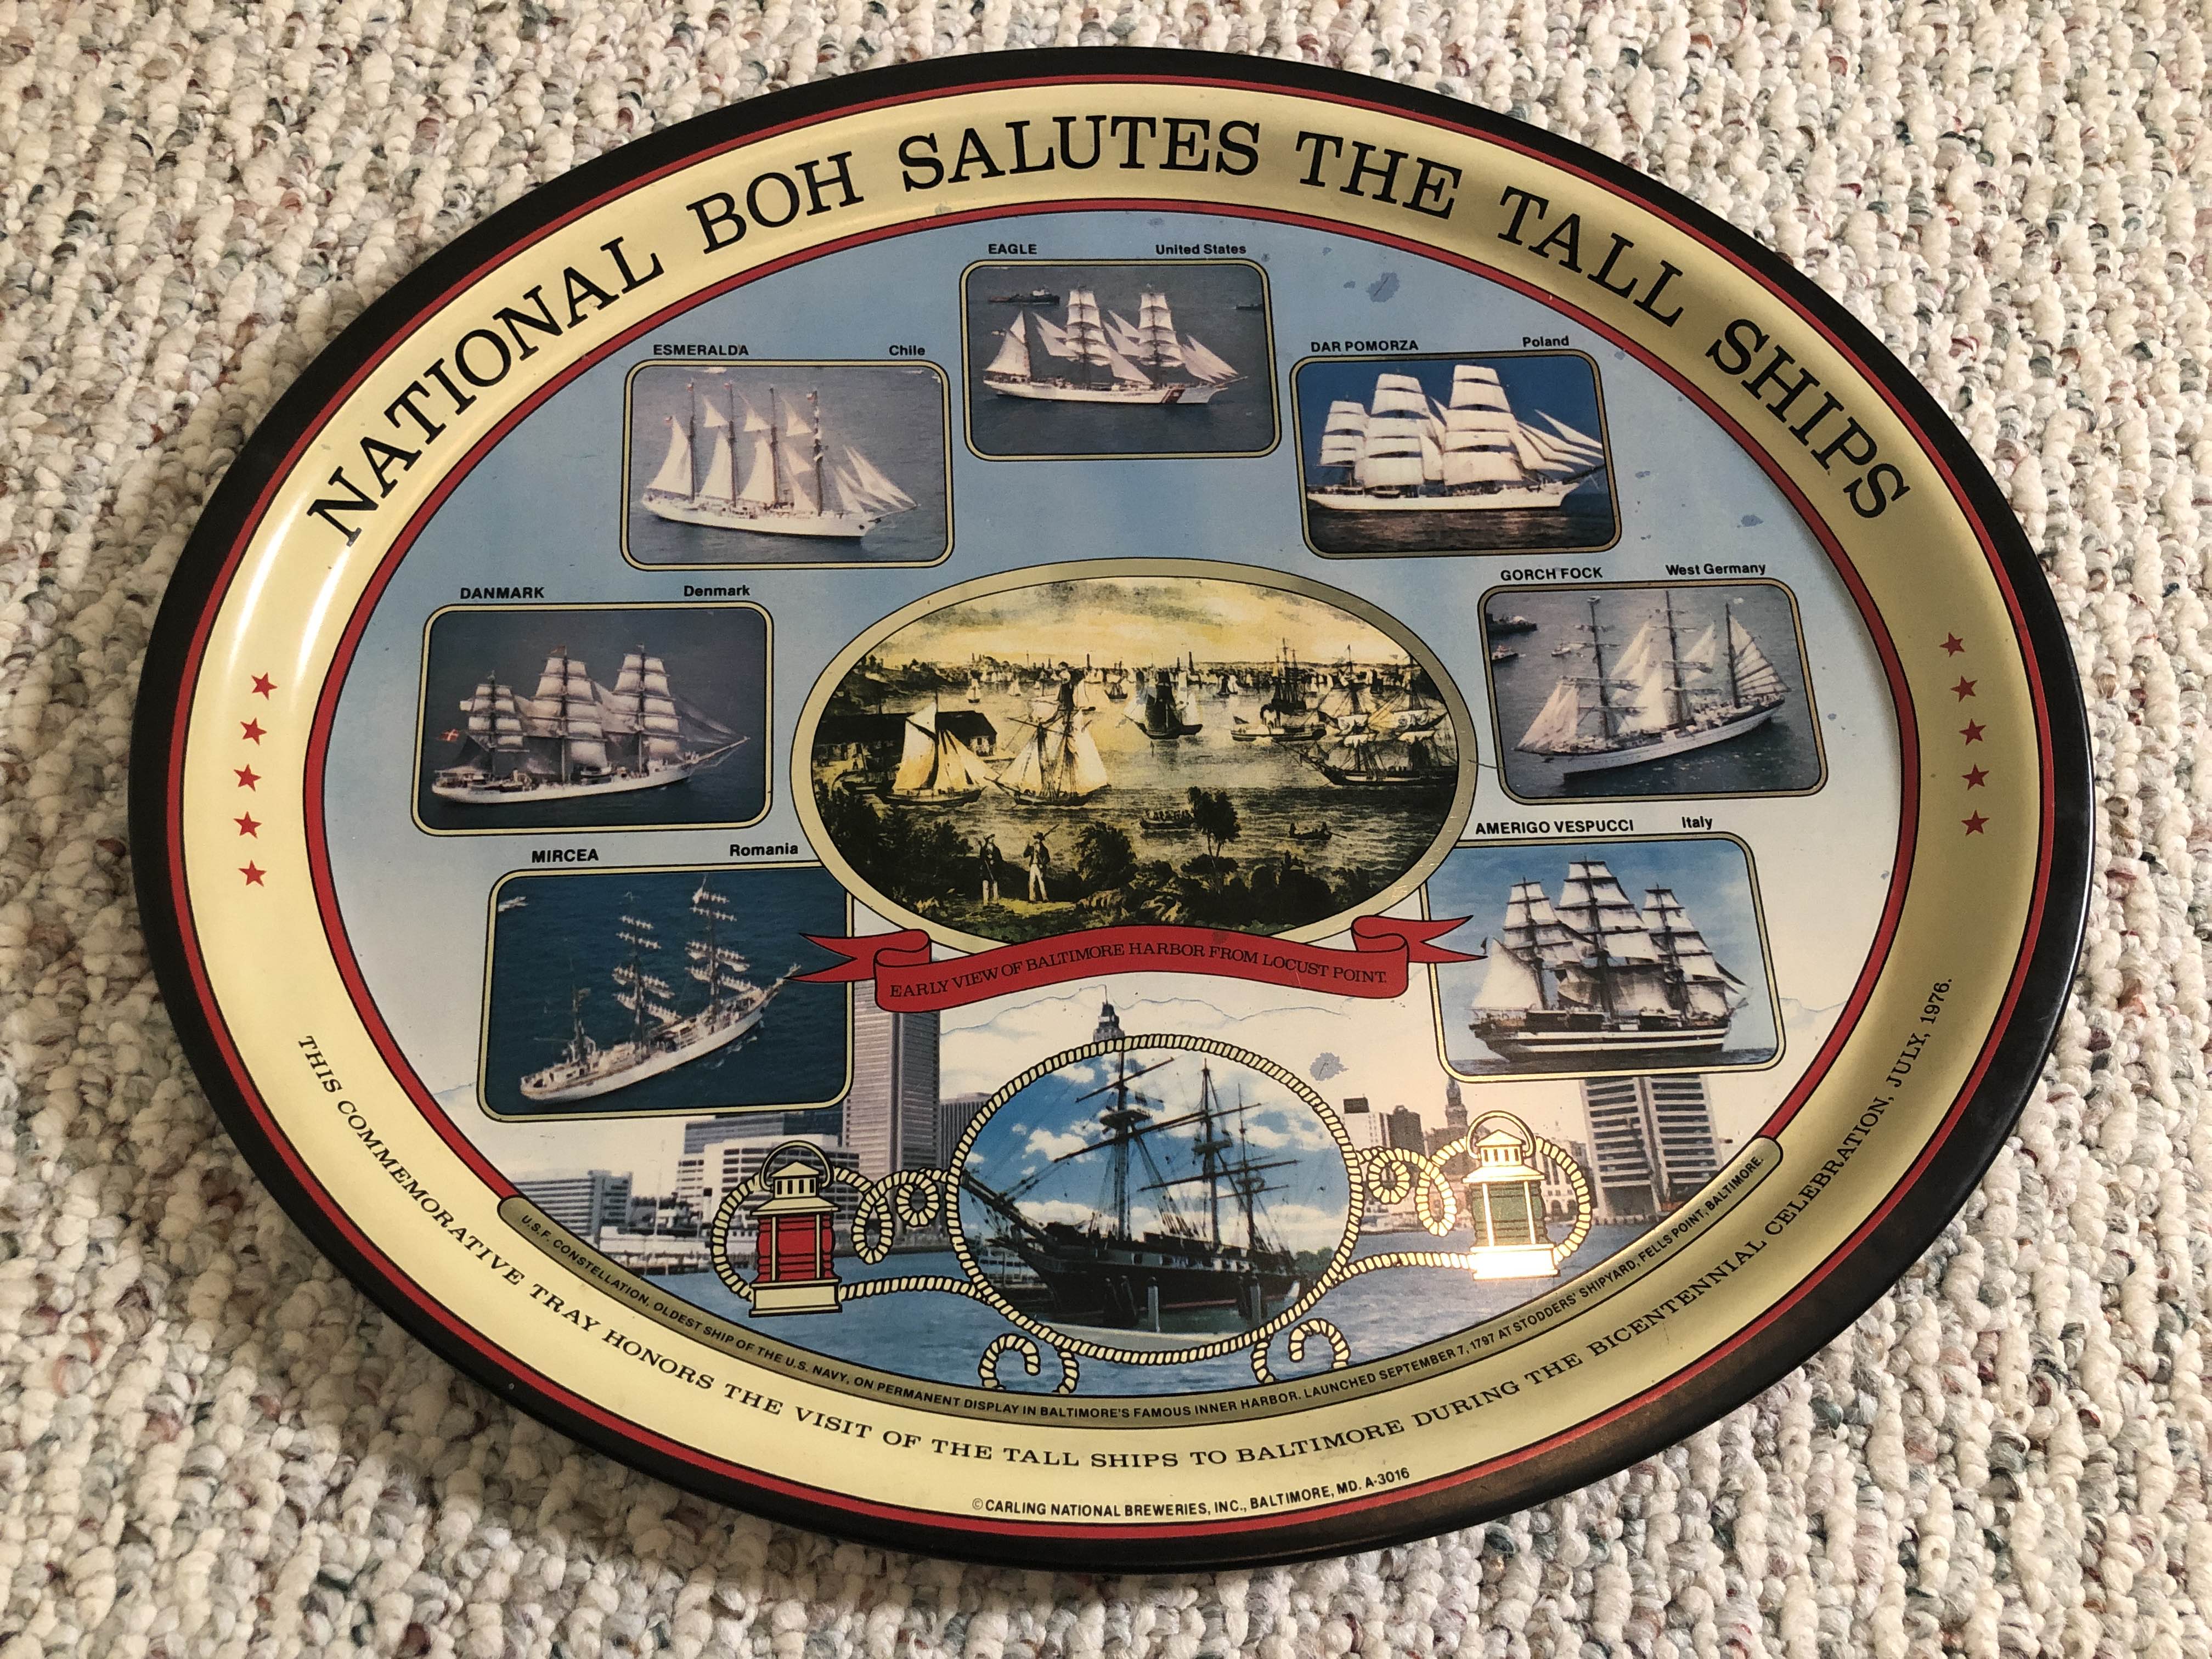 NATIONAL BOH SALUTES THE TALL SHIPS
EAGLE United States
ESMERALDA Chile
DAR POMORZA Poland
DANMARK Denmark
GORCH FOCK West Germany
MIRCEA Romania
AMERIGO VESPUCCI Italy
EARLY VIEW OF BALTIMORE HARBOR FROM LOCUST POINT.
U.S.F. CONSTELLATION, OLDEST SHIP OF THE U.S. NAVY. ON PERMANENT DISPLAY IN BALTIMORE'S FAMOUS INNER HARBOR. LAUNCHED SEPTEMBER 7, 1797 AT STODDERS' SHIPYARD, FELLS POINT, BALTIMORE.
THIS COMMEMORATIVE TRAY HONORS THE VISIT OF THE TALL SHIPS TO BALTIMORE DURING THE BICENTENNIAL CELEBRATION, JULY, 1976.
©CARLING NATIONAL BREWERIES, INC., BALTIMORE, MD. A-3016